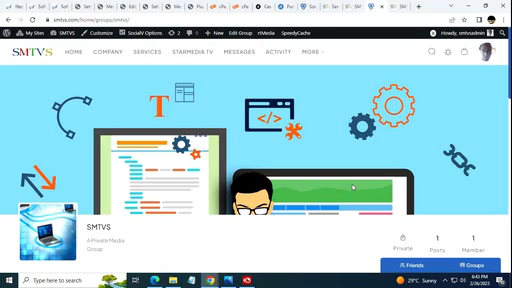 smtvs.com/home/groups/smtvs/
My Sites SMTVS Customize SocialV Options 2 New Edit Group rtMedia SpeedyCache Howdy, smtvsadmin
SMTVS HOME COMPANY SERVICES STARMEDIA TV MESSAGES ACTIVITY MORE
T
</>
SMTVS
A Private Media
Group
Private
1
Posts
1
Member
Friends Groups
Type here to search
29°C Sunny
6:43 PM
2/26/2023